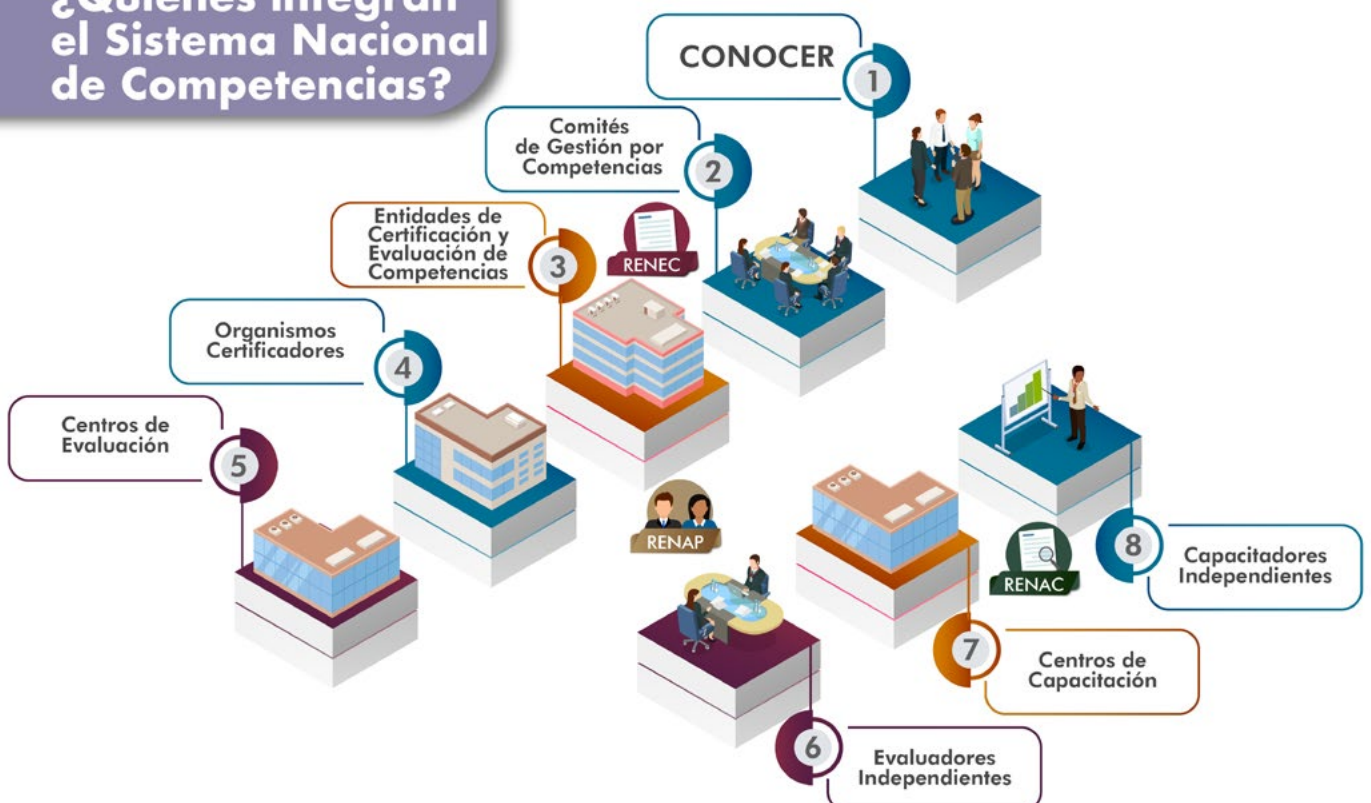 ¿Quiénes integran
el Sistema Nacional
de Competencias?
CONOCER
1
Comités
de Gestión por
Competencias
2
Entidades de
Certificación y
Evaluación de
Competencias
3
RENEC
Organismos
Certificadores
4
Centros de
Evaluación
5
RENAP
RENAC
8
Capacitadores
Independientes
7
Centros de
Capacitación
6
Evaluadores
Independientes